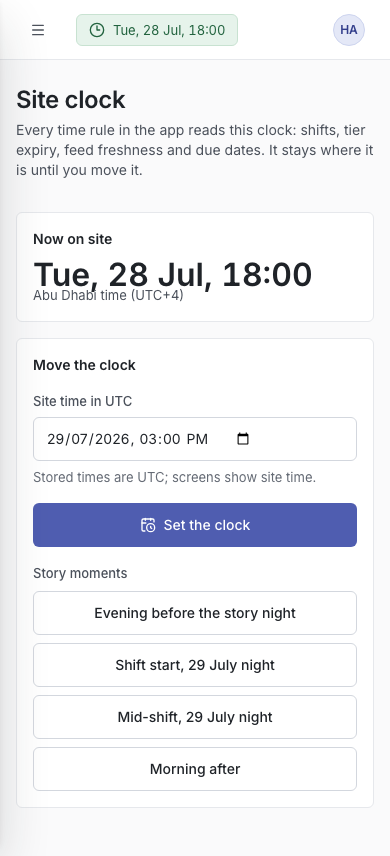 Tue, 28 Jul, 18:00
HA
Site clock
Every time rule in the app reads this clock: shifts, tier
expiry, feed freshness and due dates. It stays where it
is until you move it.
Now on site
Tue, 28 Jul, 18:00
Abu Dhabi time (UTC+4)
Move the clock
Site time in UTC
29/07/2026, 03:00 PM
Stored times are UTC; screens show site time.
Set the clock
Story moments
Evening before the story night
Shift start, 29 July night
Mid-shift, 29 July night
Morning after